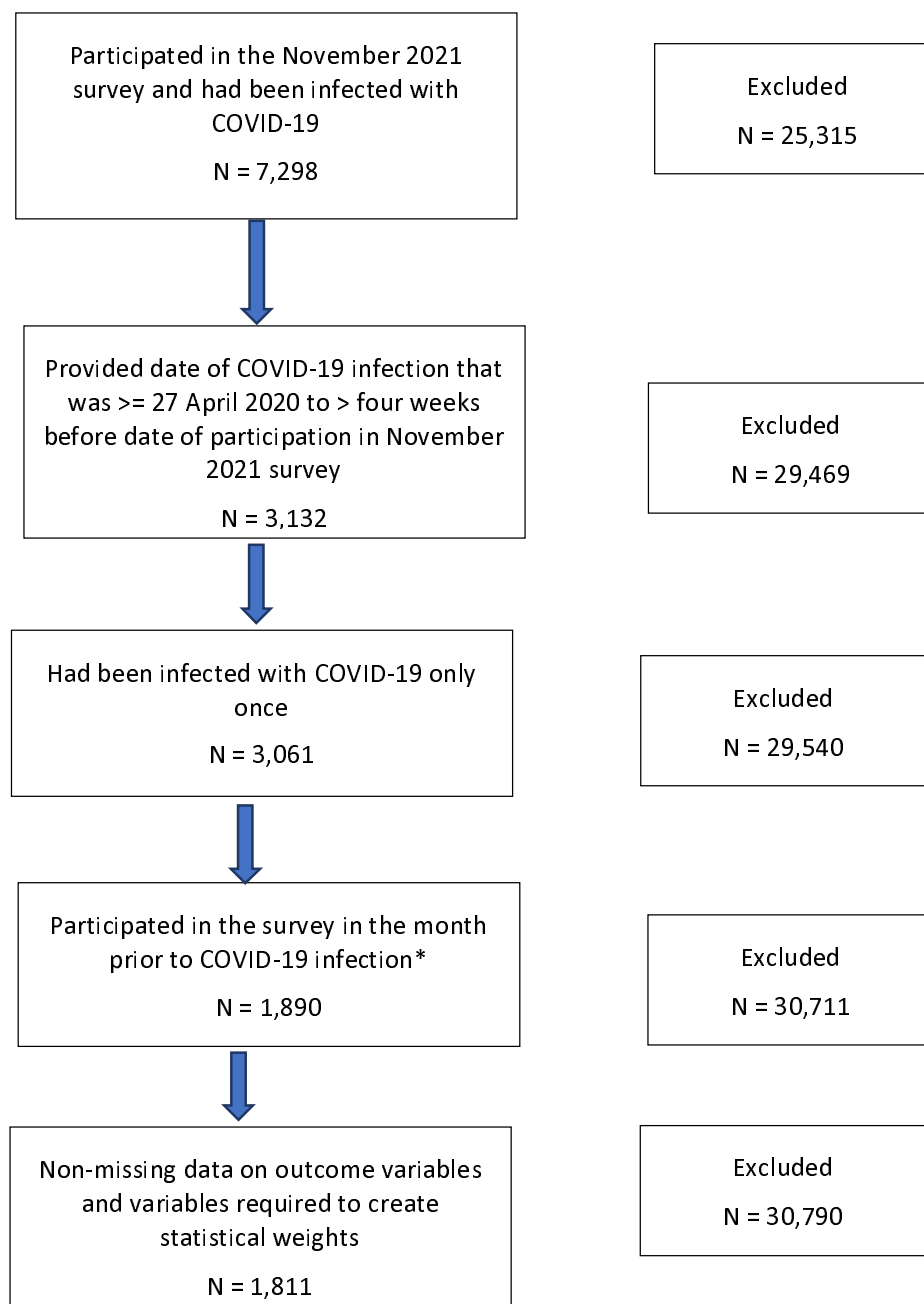 Participated in the November 2021
survey and had been infected with
COVID-19
N = 7,298
Excluded
N = 25,315
Provided date of COVID-19 infection that
was >= 27 April 2020 to > four weeks
before date of participation in November
2021 survey
N = 3,132
Excluded
N = 29,469
Had been infected with COVID-19 only
once
N = 3,061
Excluded
N = 29,540
Participated in the survey in the month
prior to COVID-19 infection*
N = 1,890
Excluded
N = 30,711
Non-missing data on outcome variables
and variables required to create
statistical weights
N = 1,811
Excluded
N = 30,790